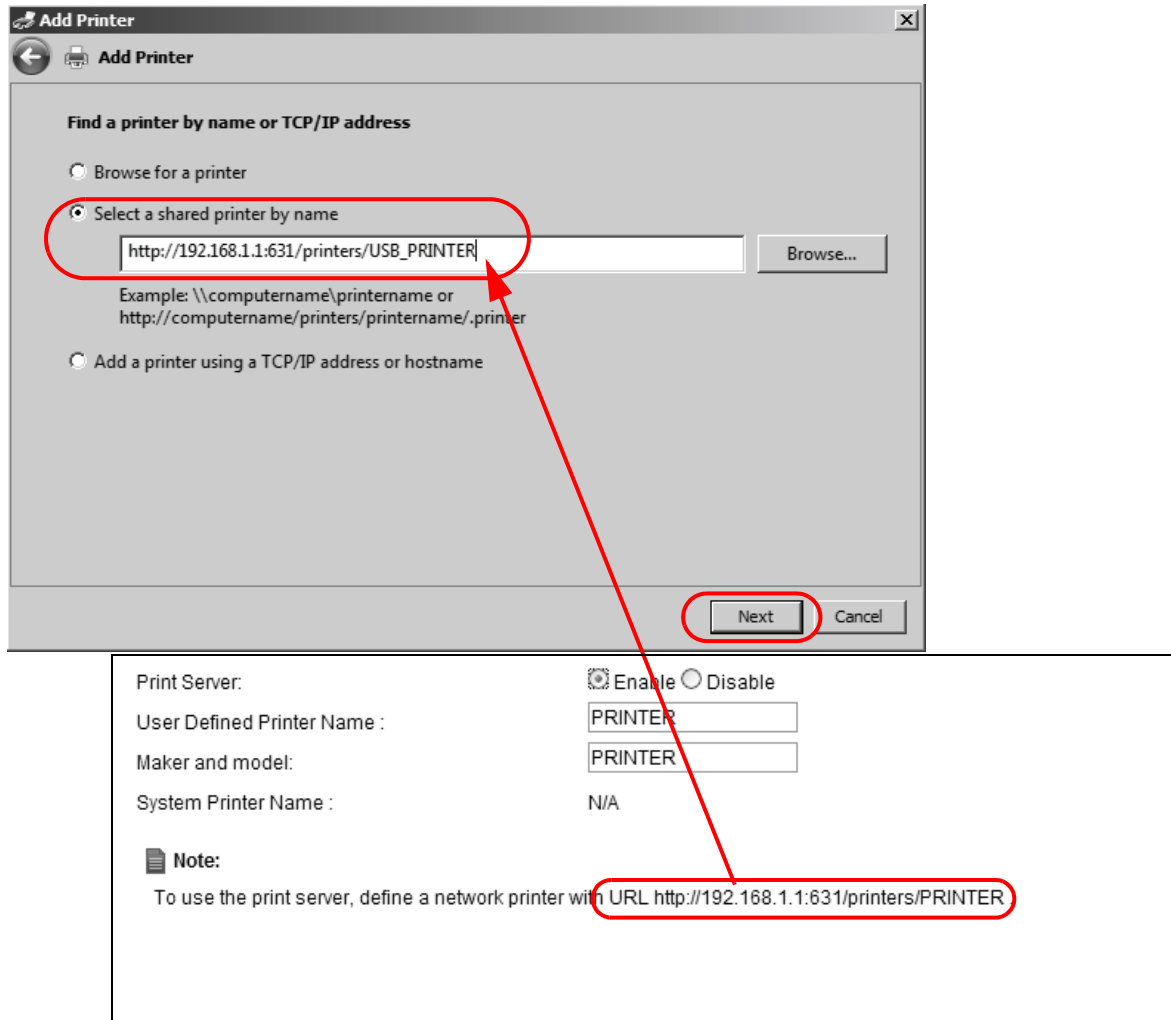 Add Printer
Add Printer
Find a printer by name or TCP/IP address
Browse for a printer
Select a shared printer by name
http://192.168.1.1:631/printers/USB_PRINTER
Browse...
Example: \\computername\printername or
http://computername/printers/printername/.printer
Add a printer using a TCP/IP address or hostname
Next
Cancel
Print Server:
Enable
Disable
User Defined Printer Name :
PRINTER
Maker and model:
PRINTER
System Printer Name :
N/A
Note:
To use the print server, define a network printer with URL http://192.168.1.1:631/printers/PRINTER .